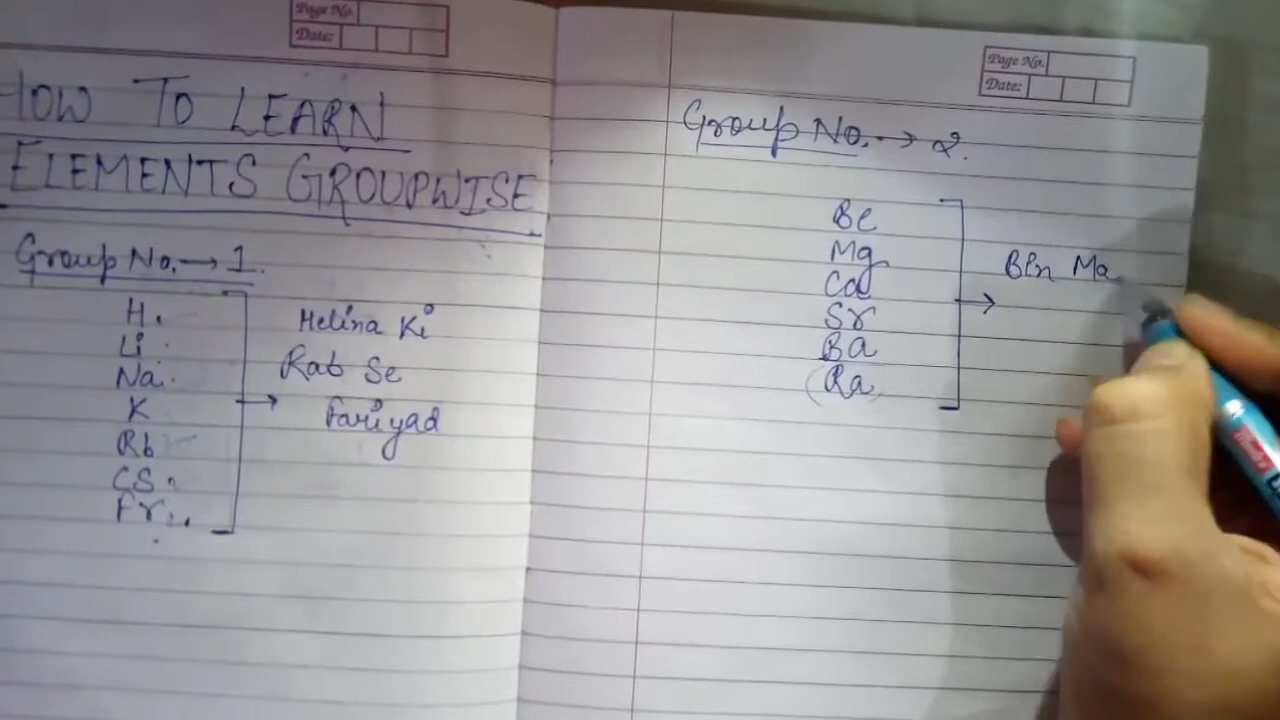 Page No.
Date:
HOW TO LEARN
ELEMENTS GROUPWISE
Group No. → 1.
H.
Li.
Na.
K
Rb
CS.
Fr..
→ Helina Ki
Rab Se
Fariyad
Page No.
Date:
Group No. → 2.
Be
Mg
Ca
Sr
Ba
(Ra)
→ Ben Ma